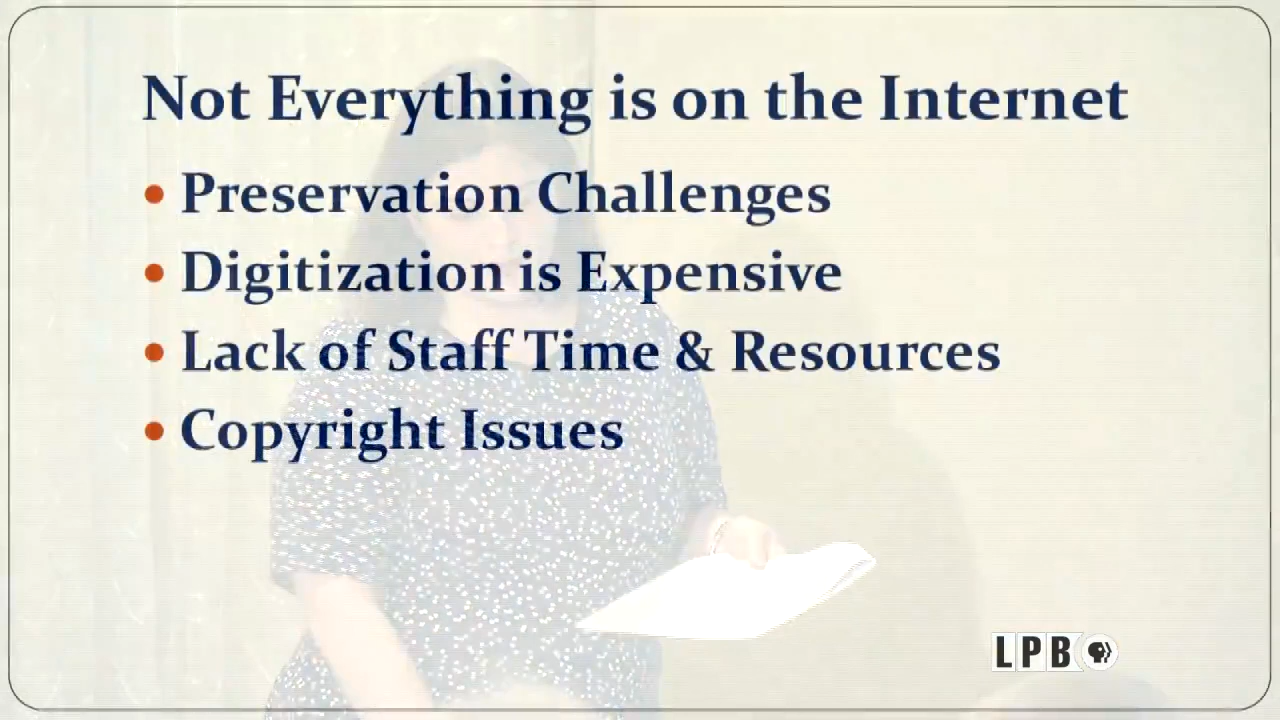 Not Everything is on the Internet
• Preservation Challenges
• Digitization is Expensive
• Lack of Staff Time & Resources
• Copyright Issues
LPB